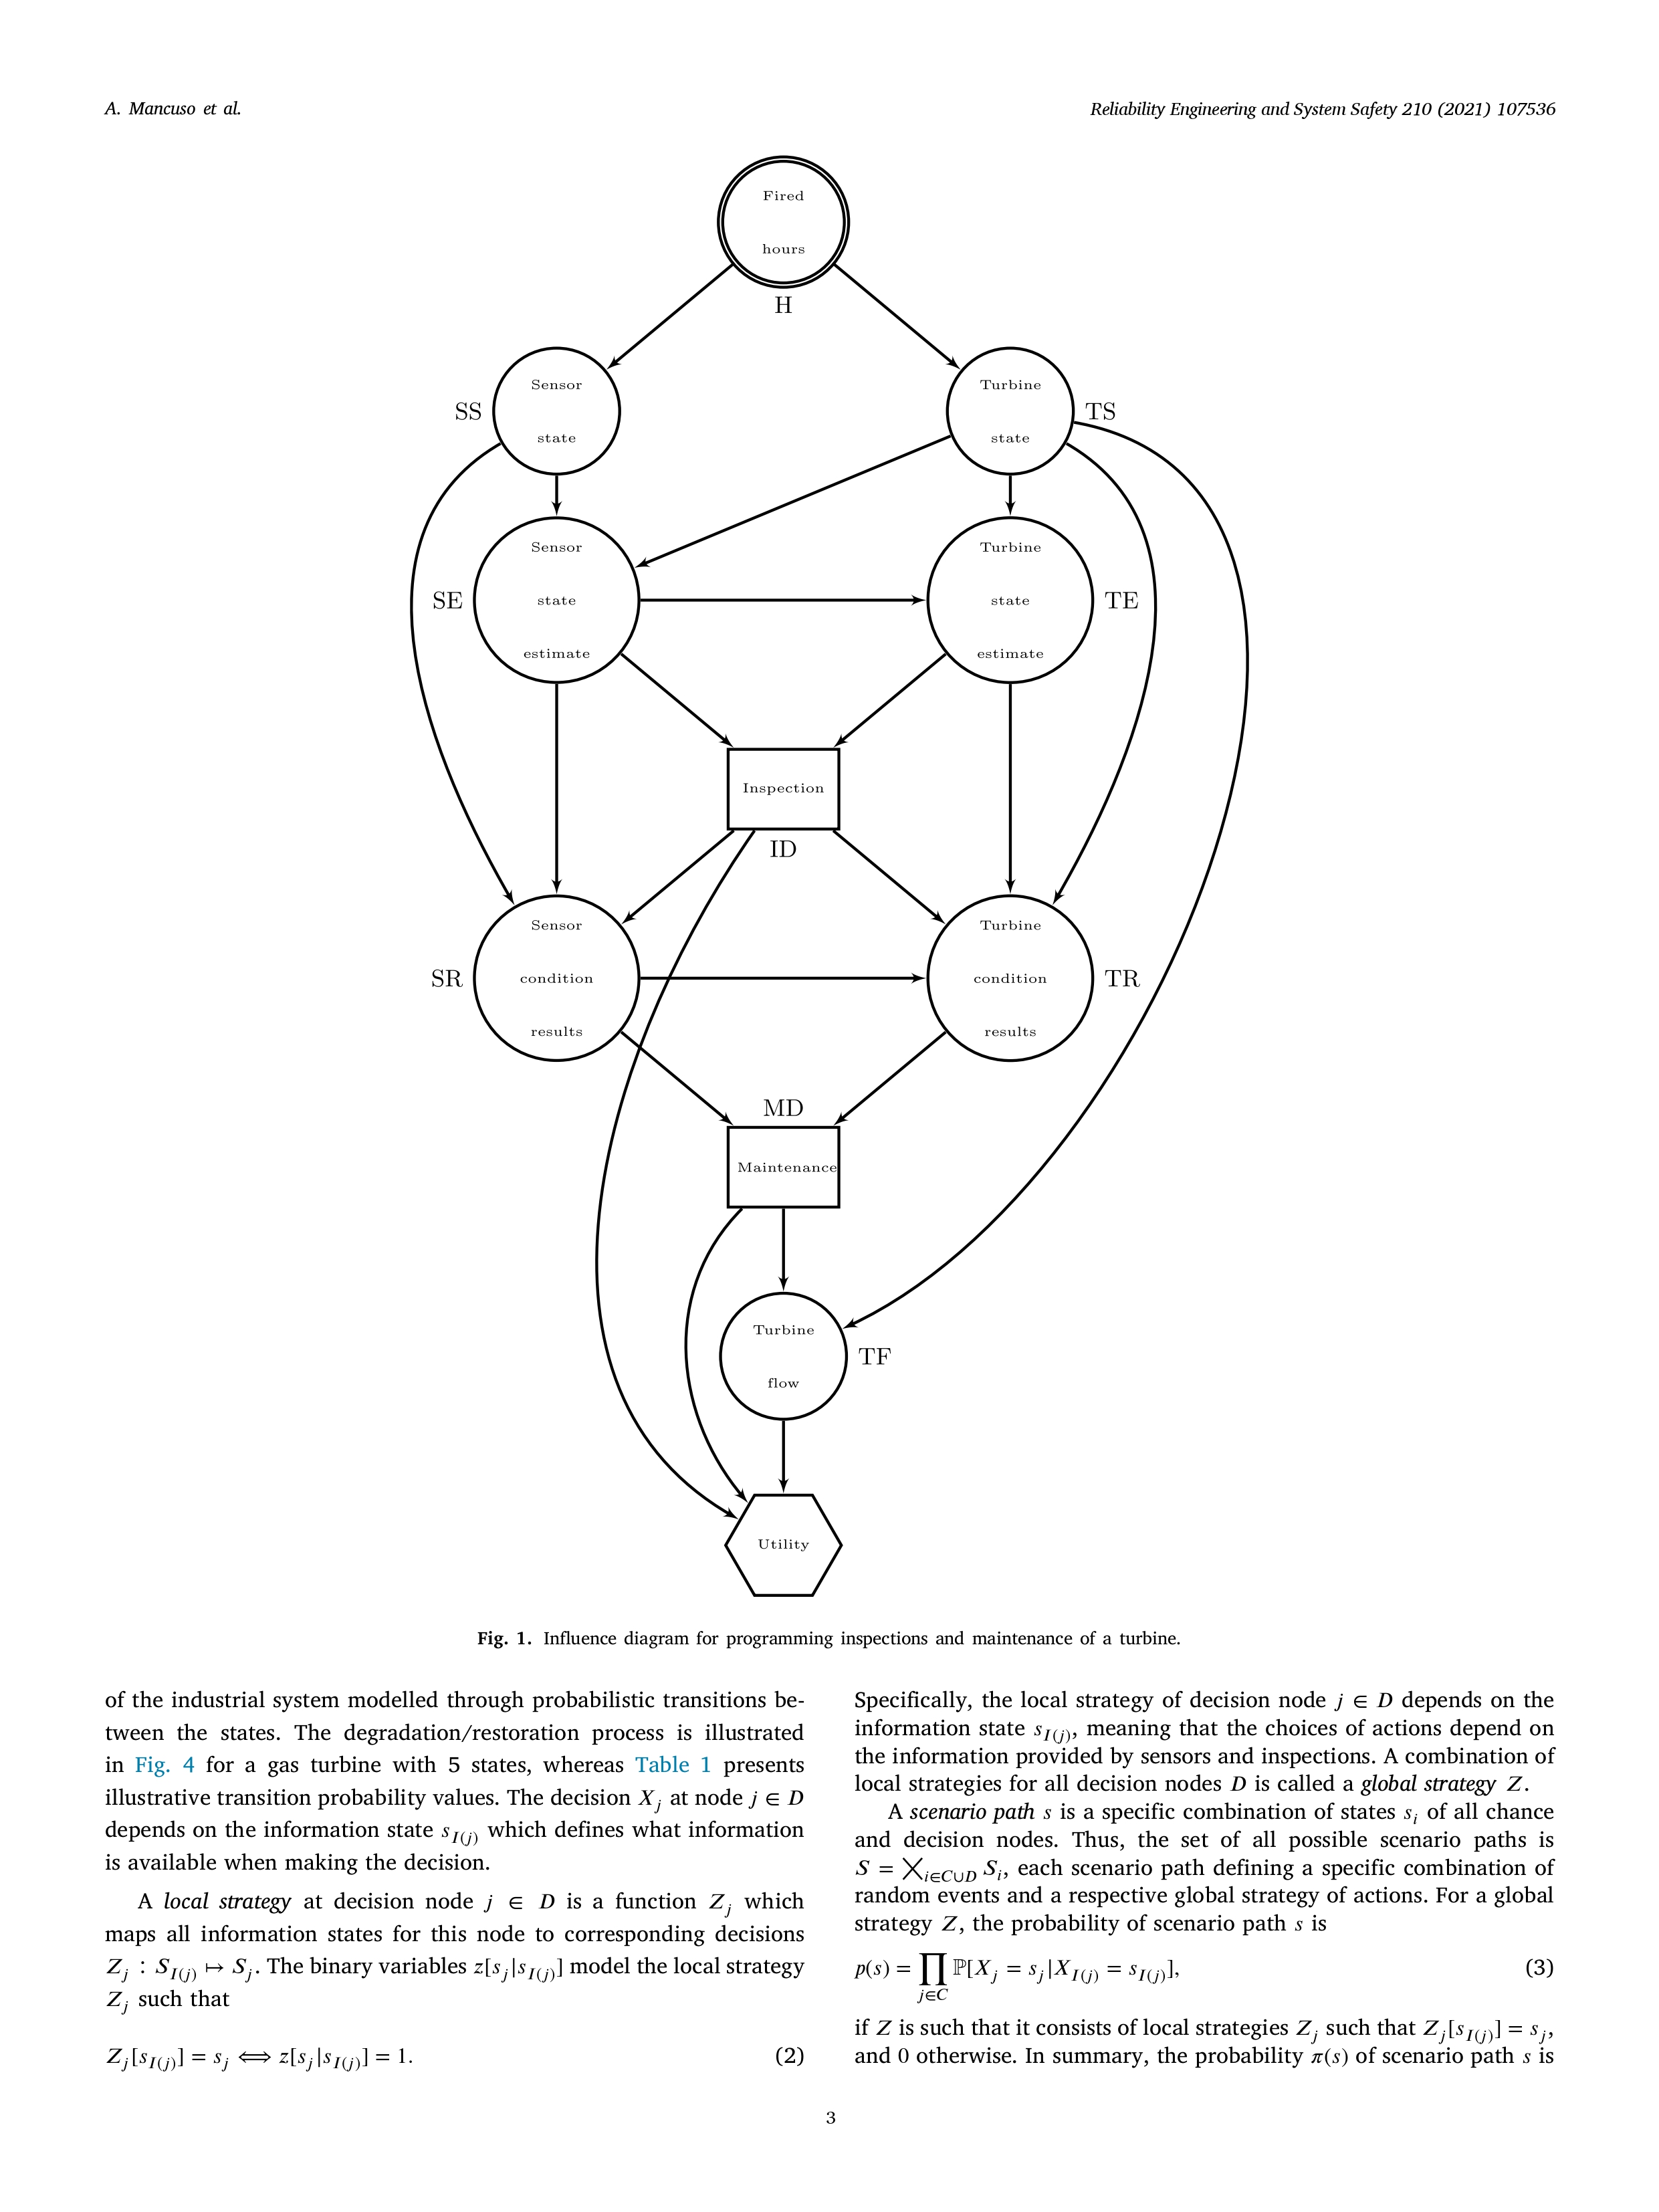 A. Mancuso et al.
Reliability Engineering and System Safety 210 (2021) 107536
Fired
hours
H
Sensor
state
SS
Turbine
state
TS
Sensor
state
estimate
SE
Turbine
state
estimate
TE
Inspection
ID
Sensor
condition
results
SR
Turbine
condition
results
TR
MD
Maintenance
Turbine
flow
TF
Utility
Fig. 1. Influence diagram for programming inspections and maintenance of a turbine.
of the industrial system modelled through probabilistic transitions be-
tween the states. The degradation/restoration process is illustrated
in Fig. 4 for a gas turbine with 5 states, whereas Table 1 presents
illustrative transition probability values. The decision X_j at node j ∈ D
depends on the information state s_{I(j)} which defines what information
is available when making the decision.
A local strategy at decision node j ∈ D is a function Z_j which
maps all information states for this node to corresponding decisions
Z_j : S_{I(j)} ↦ S_j. The binary variables z[s_j|s_{I(j)}] model the local strategy
Z_j such that
Z_j[s_{I(j)}] = s_j ⟺ z[s_j|s_{I(j)}] = 1. (2)
Specifically, the local strategy of decision node j ∈ D depends on the
information state s_{I(j)}, meaning that the choices of actions depend on
the information provided by sensors and inspections. A combination of
local strategies for all decision nodes D is called a global strategy Z.
A scenario path s is a specific combination of states s_i of all chance
and decision nodes. Thus, the set of all possible scenario paths is
S = ⨉_{i∈C∪D} S_i, each scenario path defining a specific combination of
random events and a respective global strategy of actions. For a global
strategy Z, the probability of scenario path s is
p(s) = ∏_{j∈C} ℙ[X_j = s_j|X_{I(j)} = s_{I(j)}], (3)
if Z is such that it consists of local strategies Z_j such that Z_j[s_{I(j)}] = s_j,
and 0 otherwise. In summary, the probability π(s) of scenario path s is
3